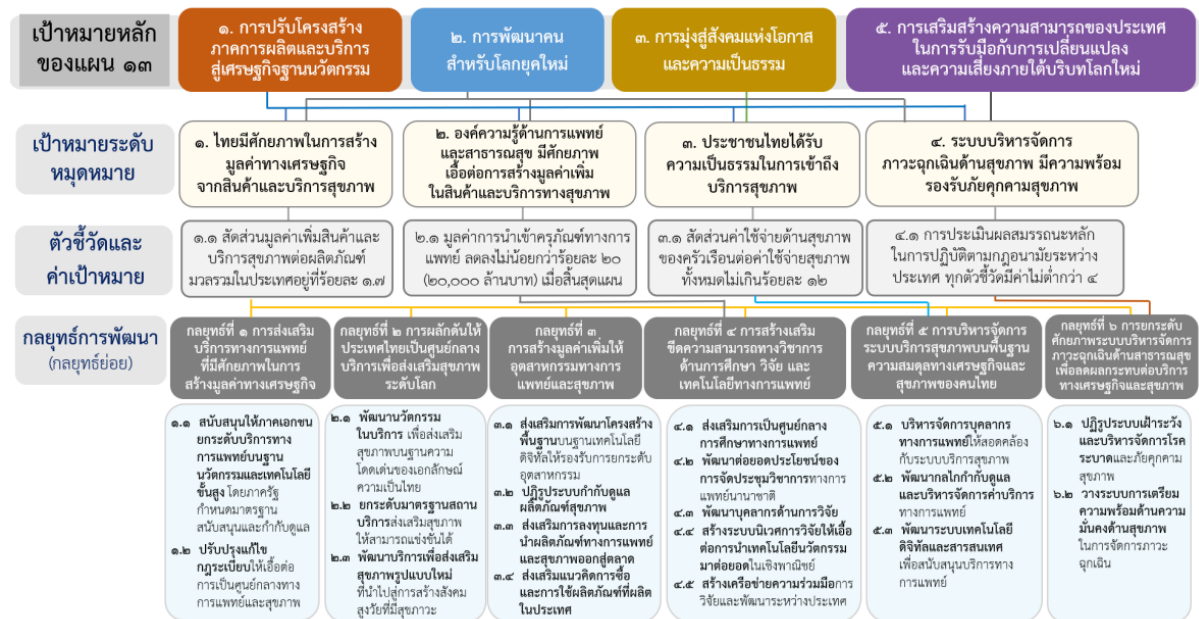 เป้าหมายหลัก
ของแผน ๑๓
๑. การปรับโครงสร้าง
ภาคการผลิตและบริการ
สู่เศรษฐกิจฐานนวัตกรรม
๒. การพัฒนาคน
สำหรับโลกยุคใหม่
๓. การมุ่งสู่สังคมแห่งโอกาส
และความเป็นธรรม
๕. การเสริมสร้างความสามารถของประเทศ
ในการรับมือกับการเปลี่ยนแปลง
และความเสี่ยงภายใต้บริบทโลกใหม่
เป้าหมายระดับ
หมุดหมาย
๑. ไทยมีศักยภาพในการสร้าง
มูลค่าทางเศรษฐกิจ
จากสินค้าและบริการสุขภาพ
๒. องค์ความรู้ด้านการแพทย์
และสาธารณสุข มีศักยภาพ
เอื้อต่อการสร้างมูลค่าเพิ่ม
ในสินค้าและบริการทางสุขภาพ
๓. ประชาชนไทยได้รับ
ความเป็นธรรมในการเข้าถึง
บริการสุขภาพ
๔. ระบบบริหารจัดการ
ภาวะฉุกเฉินด้านสุขภาพ มีความพร้อม
รองรับภัยคุกคามสุขภาพ
ตัวชี้วัดและ
ค่าเป้าหมาย
๑.๑ สัดส่วนมูลค่าเพิ่มสินค้าและ
บริการสุขภาพต่อผลิตภัณฑ์
มวลรวมในประเทศอยู่ที่ร้อยละ ๑.๗
๒.๑ มูลค่าการนำเข้าครุภัณฑ์ทางการ
แพทย์ ลดลงไม่น้อยกว่าร้อยละ ๒๐
(๒๐,๐๐๐ ล้านบาท) เมื่อสิ้นสุดแผน
๓.๑ สัดส่วนค่าใช้จ่ายด้านสุขภาพ
ของครัวเรือนต่อค่าใช้จ่ายสุขภาพ
ทั้งหมดไม่เกินร้อยละ ๑๒
๔.๑ การประเมินผลสมรรถนะหลัก
ในการปฏิบัติตามกฎอนามัยระหว่าง
ประเทศ ทุกตัวชี้วัดมีค่าไม่ต่ำกว่า ๔
กลยุทธ์การพัฒนา
(กลยุทธ์ย่อย)
กลยุทธ์ที่ ๑ การส่งเสริม
บริการทางการแพทย์
ที่มีศักยภาพในการ
สร้างมูลค่าทางเศรษฐกิจ
กลยุทธ์ที่ ๒ การผลักดันให้
ประเทศไทยเป็นศูนย์กลาง
บริการเพื่อส่งเสริมสุขภาพ
ระดับโลก
กลยุทธ์ที่ ๓
การสร้างมูลค่าเพิ่มให้
อุตสาหกรรมทางการ
แพทย์และสุขภาพ
กลยุทธ์ที่ ๔ การสร้างเสริม
ขีดความสามารถทางวิชาการ
ด้านการศึกษา วิจัย และ
เทคโนโลยีทางการแพทย์
กลยุทธ์ที่ ๕ การบริหารจัดการ
ระบบบริการสุขภาพบนพื้นฐาน
ความสมดุลทางเศรษฐกิจและ
สุขภาพของคนไทย
กลยุทธ์ที่ ๖ การยกระดับ
ศักยภาพระบบบริหารจัดการ
ภาวะฉุกเฉินด้านสาธารณสุข
เพื่อลดผลกระทบต่อบริการ
ทางเศรษฐกิจและสุขภาพ
๑.๑ สนับสนุนให้ภาคเอกชน
ยกระดับบริการทาง
การแพทย์บนฐาน
นวัตกรรมและเทคโนโลยี
ขั้นสูง โดยภาครัฐ
กำหนดมาตรฐาน
สนับสนุนและกำกับดูแล
๑.๒ ปรับปรุงแก้ไข
กฎระเบียบให้เอื้อต่อ
การเป็นศูนย์กลางทาง
การแพทย์และสุขภาพ
๒.๑ พัฒนานวัตกรรม
ในบริการ เพื่อส่งเสริม
สุขภาพบนฐานความ
โดดเด่นของเอกลักษณ์
ความเป็นไทย
๒.๒ ยกระดับมาตรฐานสถาน
บริการส่งเสริมสุขภาพ
ให้สามารถแข่งขันได้
๒.๓ พัฒนาบริการเพื่อส่งเสริม
สุขภาพรูปแบบใหม่
ที่นำไปสู่การสร้างสังคม
สูงวัยที่มีสุขภาวะ
๓.๑ ส่งเสริมการพัฒนาโครงสร้าง
พื้นฐานบนฐานเทคโนโลยี
ดิจิทัลให้รองรับการยกระดับ
อุตสาหกรรม
๓.๒ ปฏิรูประบบกำกับดูแล
ผลิตภัณฑ์สุขภาพ
๓.๓ ส่งเสริมการลงทุนและการ
นำผลิตภัณฑ์ทางการแพทย์
และสุขภาพออกสู่ตลาด
๓.๔ ส่งเสริมแนวคิดการซื้อ
และการใช้ผลิตภัณฑ์ที่ผลิต
ในประเทศ
๔.๑ ส่งเสริมการเป็นศูนย์กลาง
การศึกษาทางการแพทย์
๔.๒ พัฒนาต่อยอดประโยชน์ของ
การจัดประชุมวิชาการทางการ
แพทย์นานาชาติ
๔.๓ พัฒนาบุคลากรด้านการวิจัย
๔.๔ สร้างระบบนิเวศการวิจัยให้เอื้อ
ต่อการนำเทคโนโลยีนวัตกรรม
มาต่อยอดในเชิงพาณิชย์
๔.๕ สร้างเครือข่ายความร่วมมือการ
วิจัยและพัฒนาระหว่างประเทศ
๕.๑ บริหารจัดการบุคลากร
ทางการแพทย์ให้สอดคล้อง
กับระบบบริการสุขภาพ
๕.๒ พัฒนากลไกกำกับดูแล
และบริหารจัดการค่าบริการ
ทางการแพทย์
๕.๓ พัฒนาระบบเทคโนโลยี
ดิจิทัลและสารสนเทศ
เพื่อสนับสนุนบริการทาง
การแพทย์
๖.๑ ปฏิรูประบบเฝ้าระวัง
และบริหารจัดการโรค
ระบาดและภัยคุกคาม
สุขภาพ
๖.๒ วางระบบการเตรียม
ความพร้อมด้านความ
มั่นคงด้านสุขภาพ
ในการจัดการภาวะ
ฉุกเฉิน